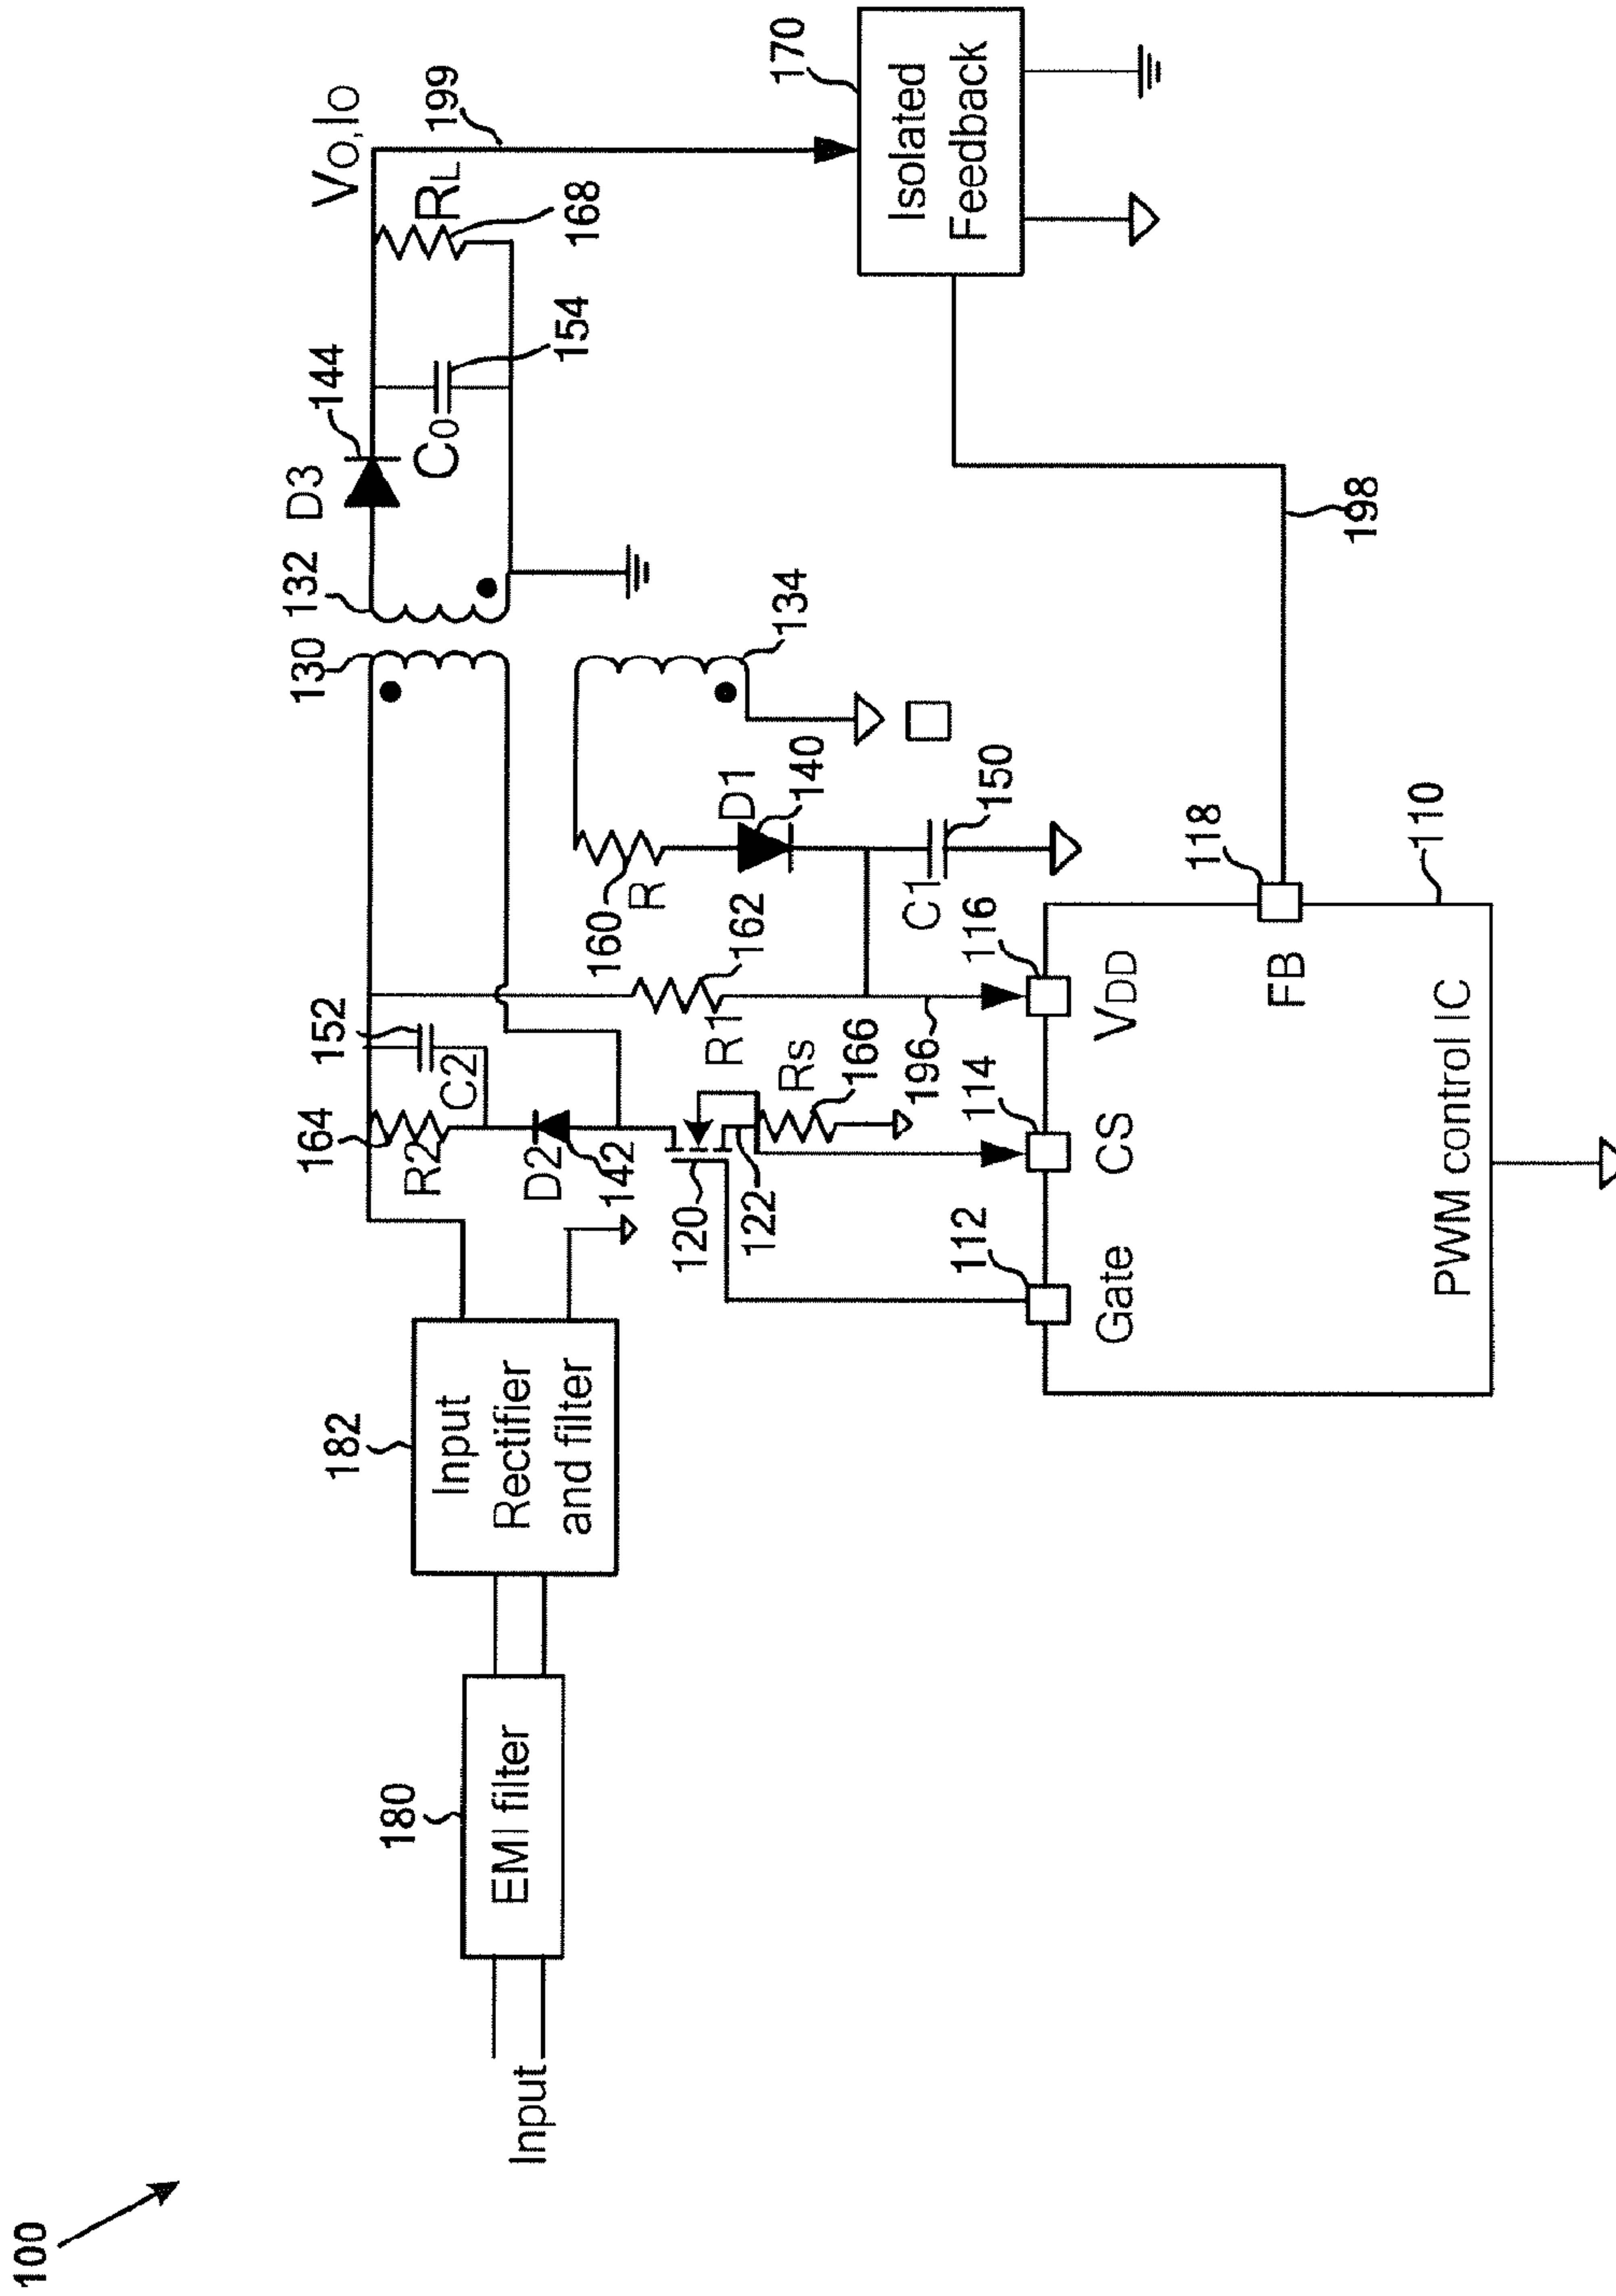 100
Input
180
EMI filter
182
Input
Rectifier
and filter
164
R2
152
C2
D2
142
120
122
R1
162
Rs
166
196
160
R
D1
140
C1
150
130
132
134
D3
144
C0
154
RL
168
VO,IO
199
170
Isolated
Feedback
198
112
114
116
118
Gate
CS
VDD
FB
PWM control IC
110